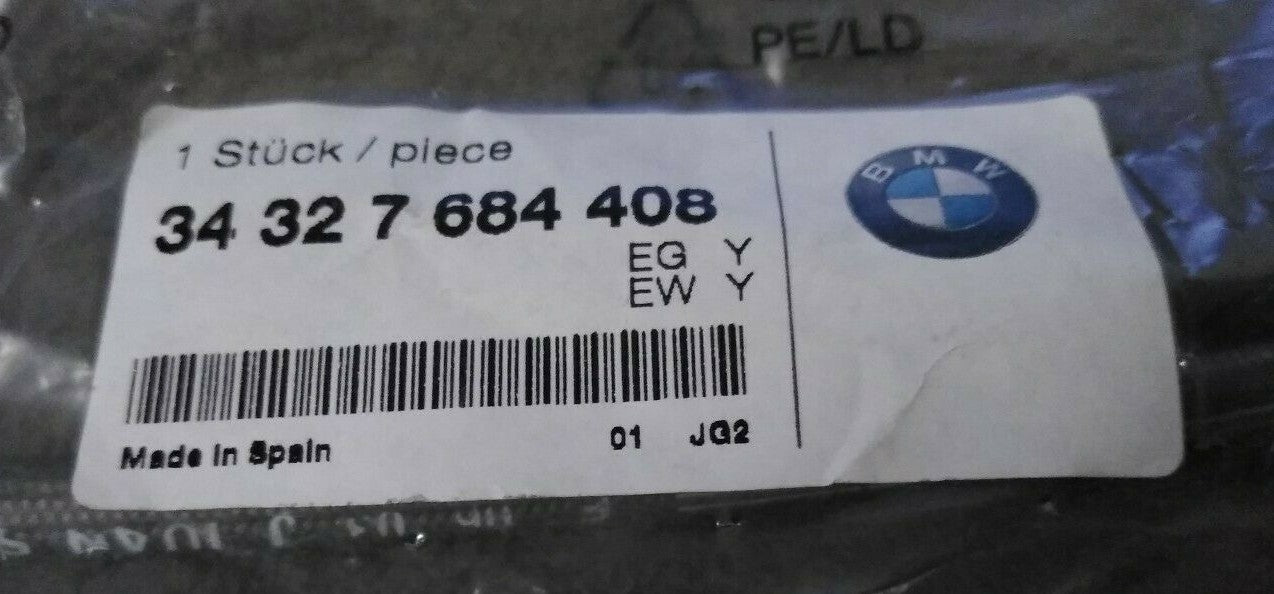 PE/LD
1 Stück / piece
34 32 7 684 408
EG Y
EW Y
Made in Spain
01 JG2
BMW